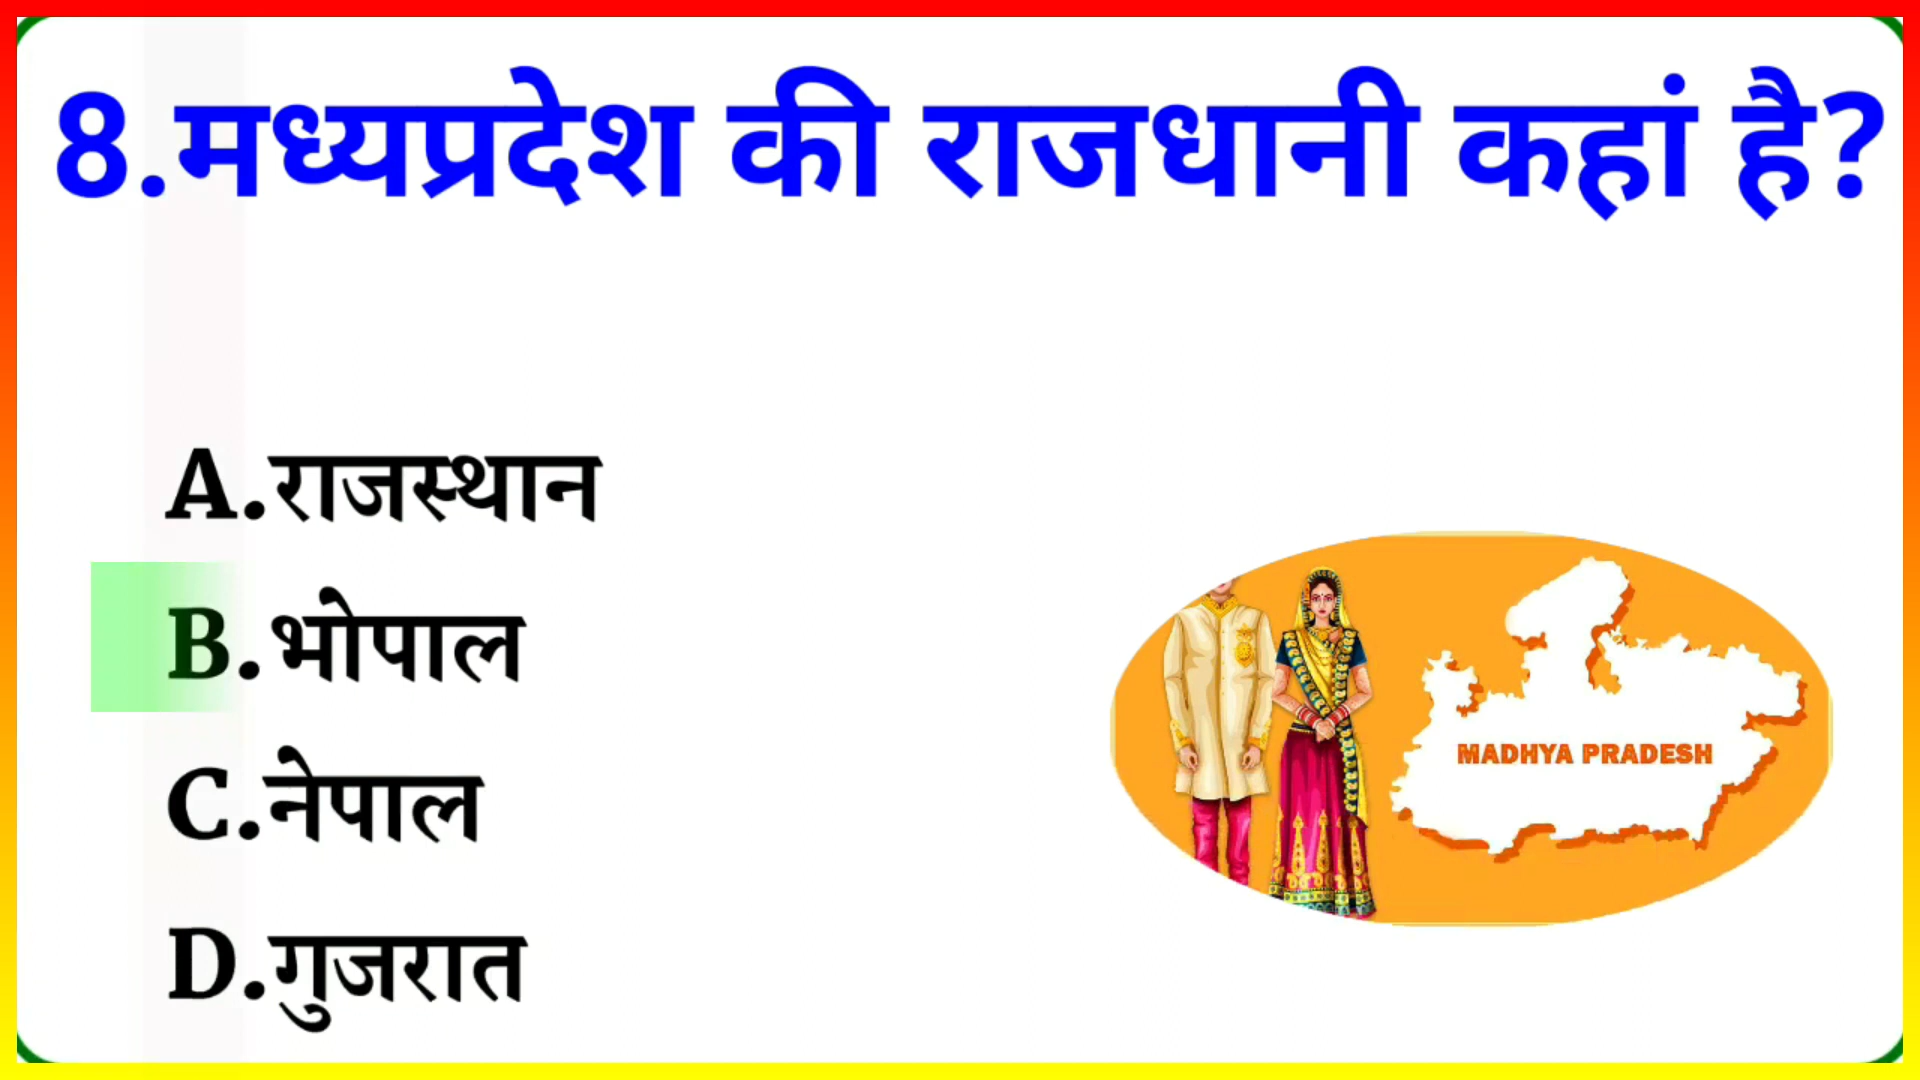 8.मध्यप्रदेश की राजधानी कहां है?
A.राजस्थान
B.भोपाल
C.नेपाल
D.गुजरात
MADHYA PRADESH